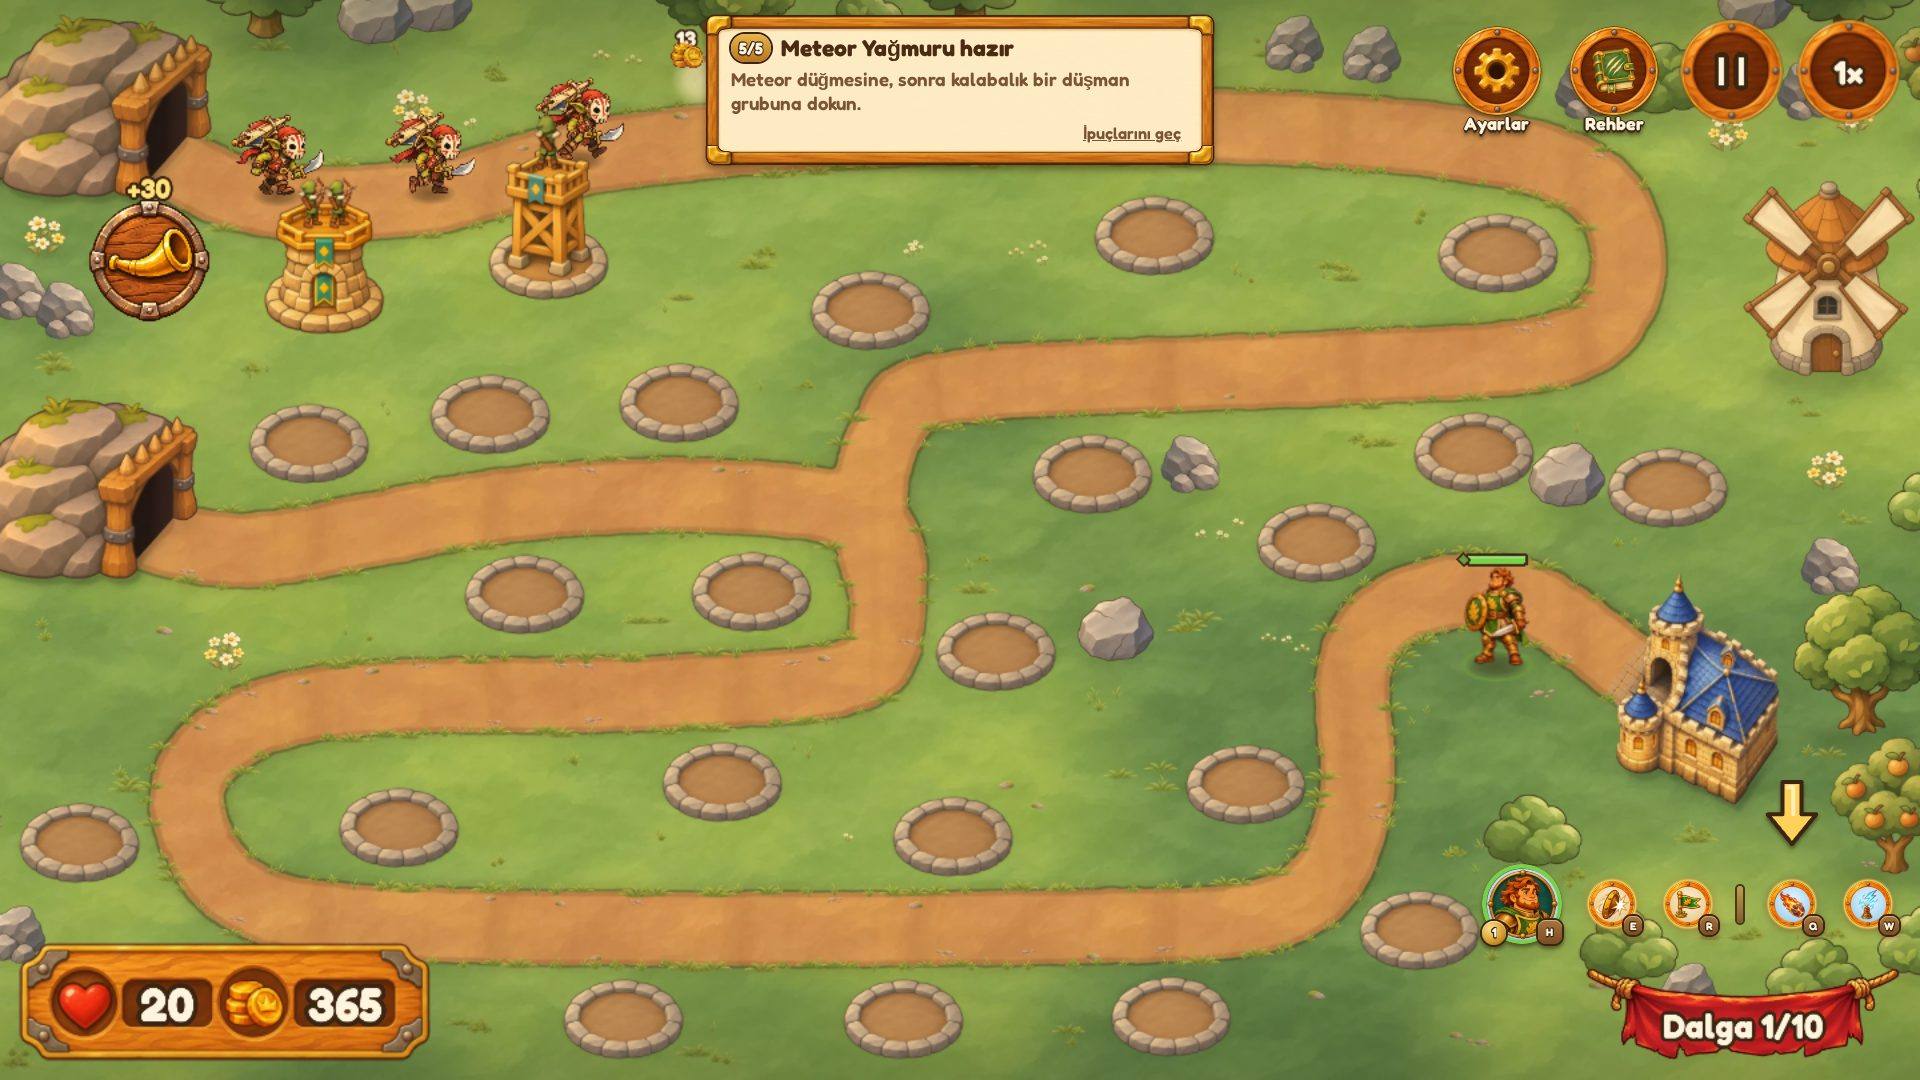 13
5/5 Meteor Yağmuru hazır
Meteor düğmesine, sonra kalabalık bir düşman
grubuna dokun.
İpuçlarını geç
Ayarlar
Rehber
1x
+30
1
H
E
R
Q
W
20
365
Dalga 1/10